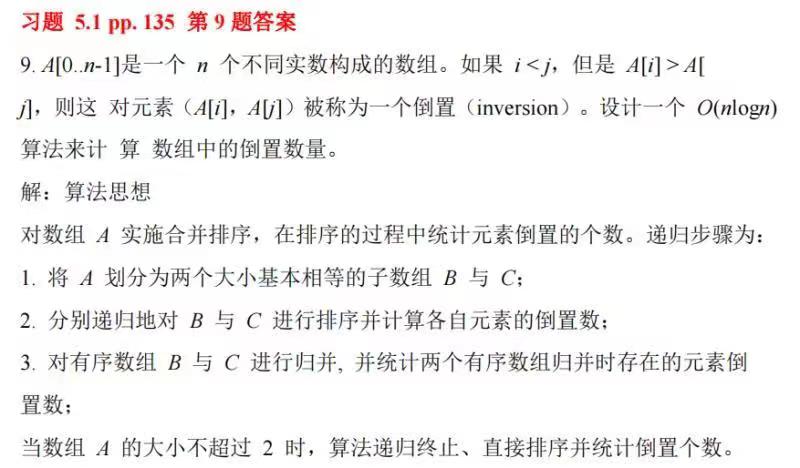 习题 5.1 pp. 135 第 9 题答案
9. A[0..n-1]是一个 n 个不同实数构成的数组。如果 i < j，但是 A[i] > A[
j]，则这 对元素（A[i]，A[j]）被称为一个倒置（inversion）。设计一个 O(nlogn)
算法来计 算 数组中的倒置数量。
解：算法思想
对数组 A 实施合并排序，在排序的过程中统计元素倒置的个数。递归步骤为：
1. 将 A 划分为两个大小基本相等的子数组 B 与 C;
2. 分别递归地对 B 与 C 进行排序并计算各自元素的倒置数;
3. 对有序数组 B 与 C 进行归并, 并统计两个有序数组归并时存在的元素倒
置数;
当数组 A 的大小不超过 2 时，算法递归终止、直接排序并统计倒置个数。